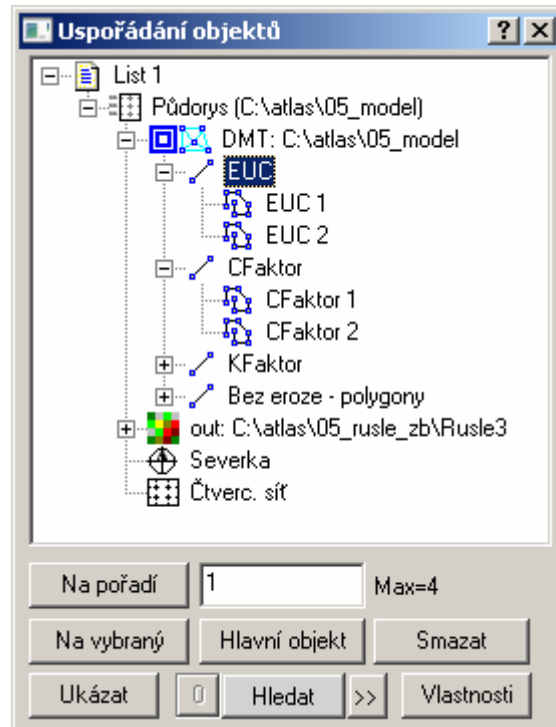 Uspořádání objektů
List 1
Půdorys (C:\atlas\05_model)
DMT: C:\atlas\05_model
EUC
EUC 1
EUC 2
CFaktor
CFaktor 1
CFaktor 2
KFaktor
Bez eroze - polygony
out: C:\atlas\05_rusle_zb\Rusle3
Severka
Čtverc. síť
Na pořadí 1 Max=4
Na vybraný Hlavní objekt Smazat
Ukázat 0 Hledat >> Vlastnosti